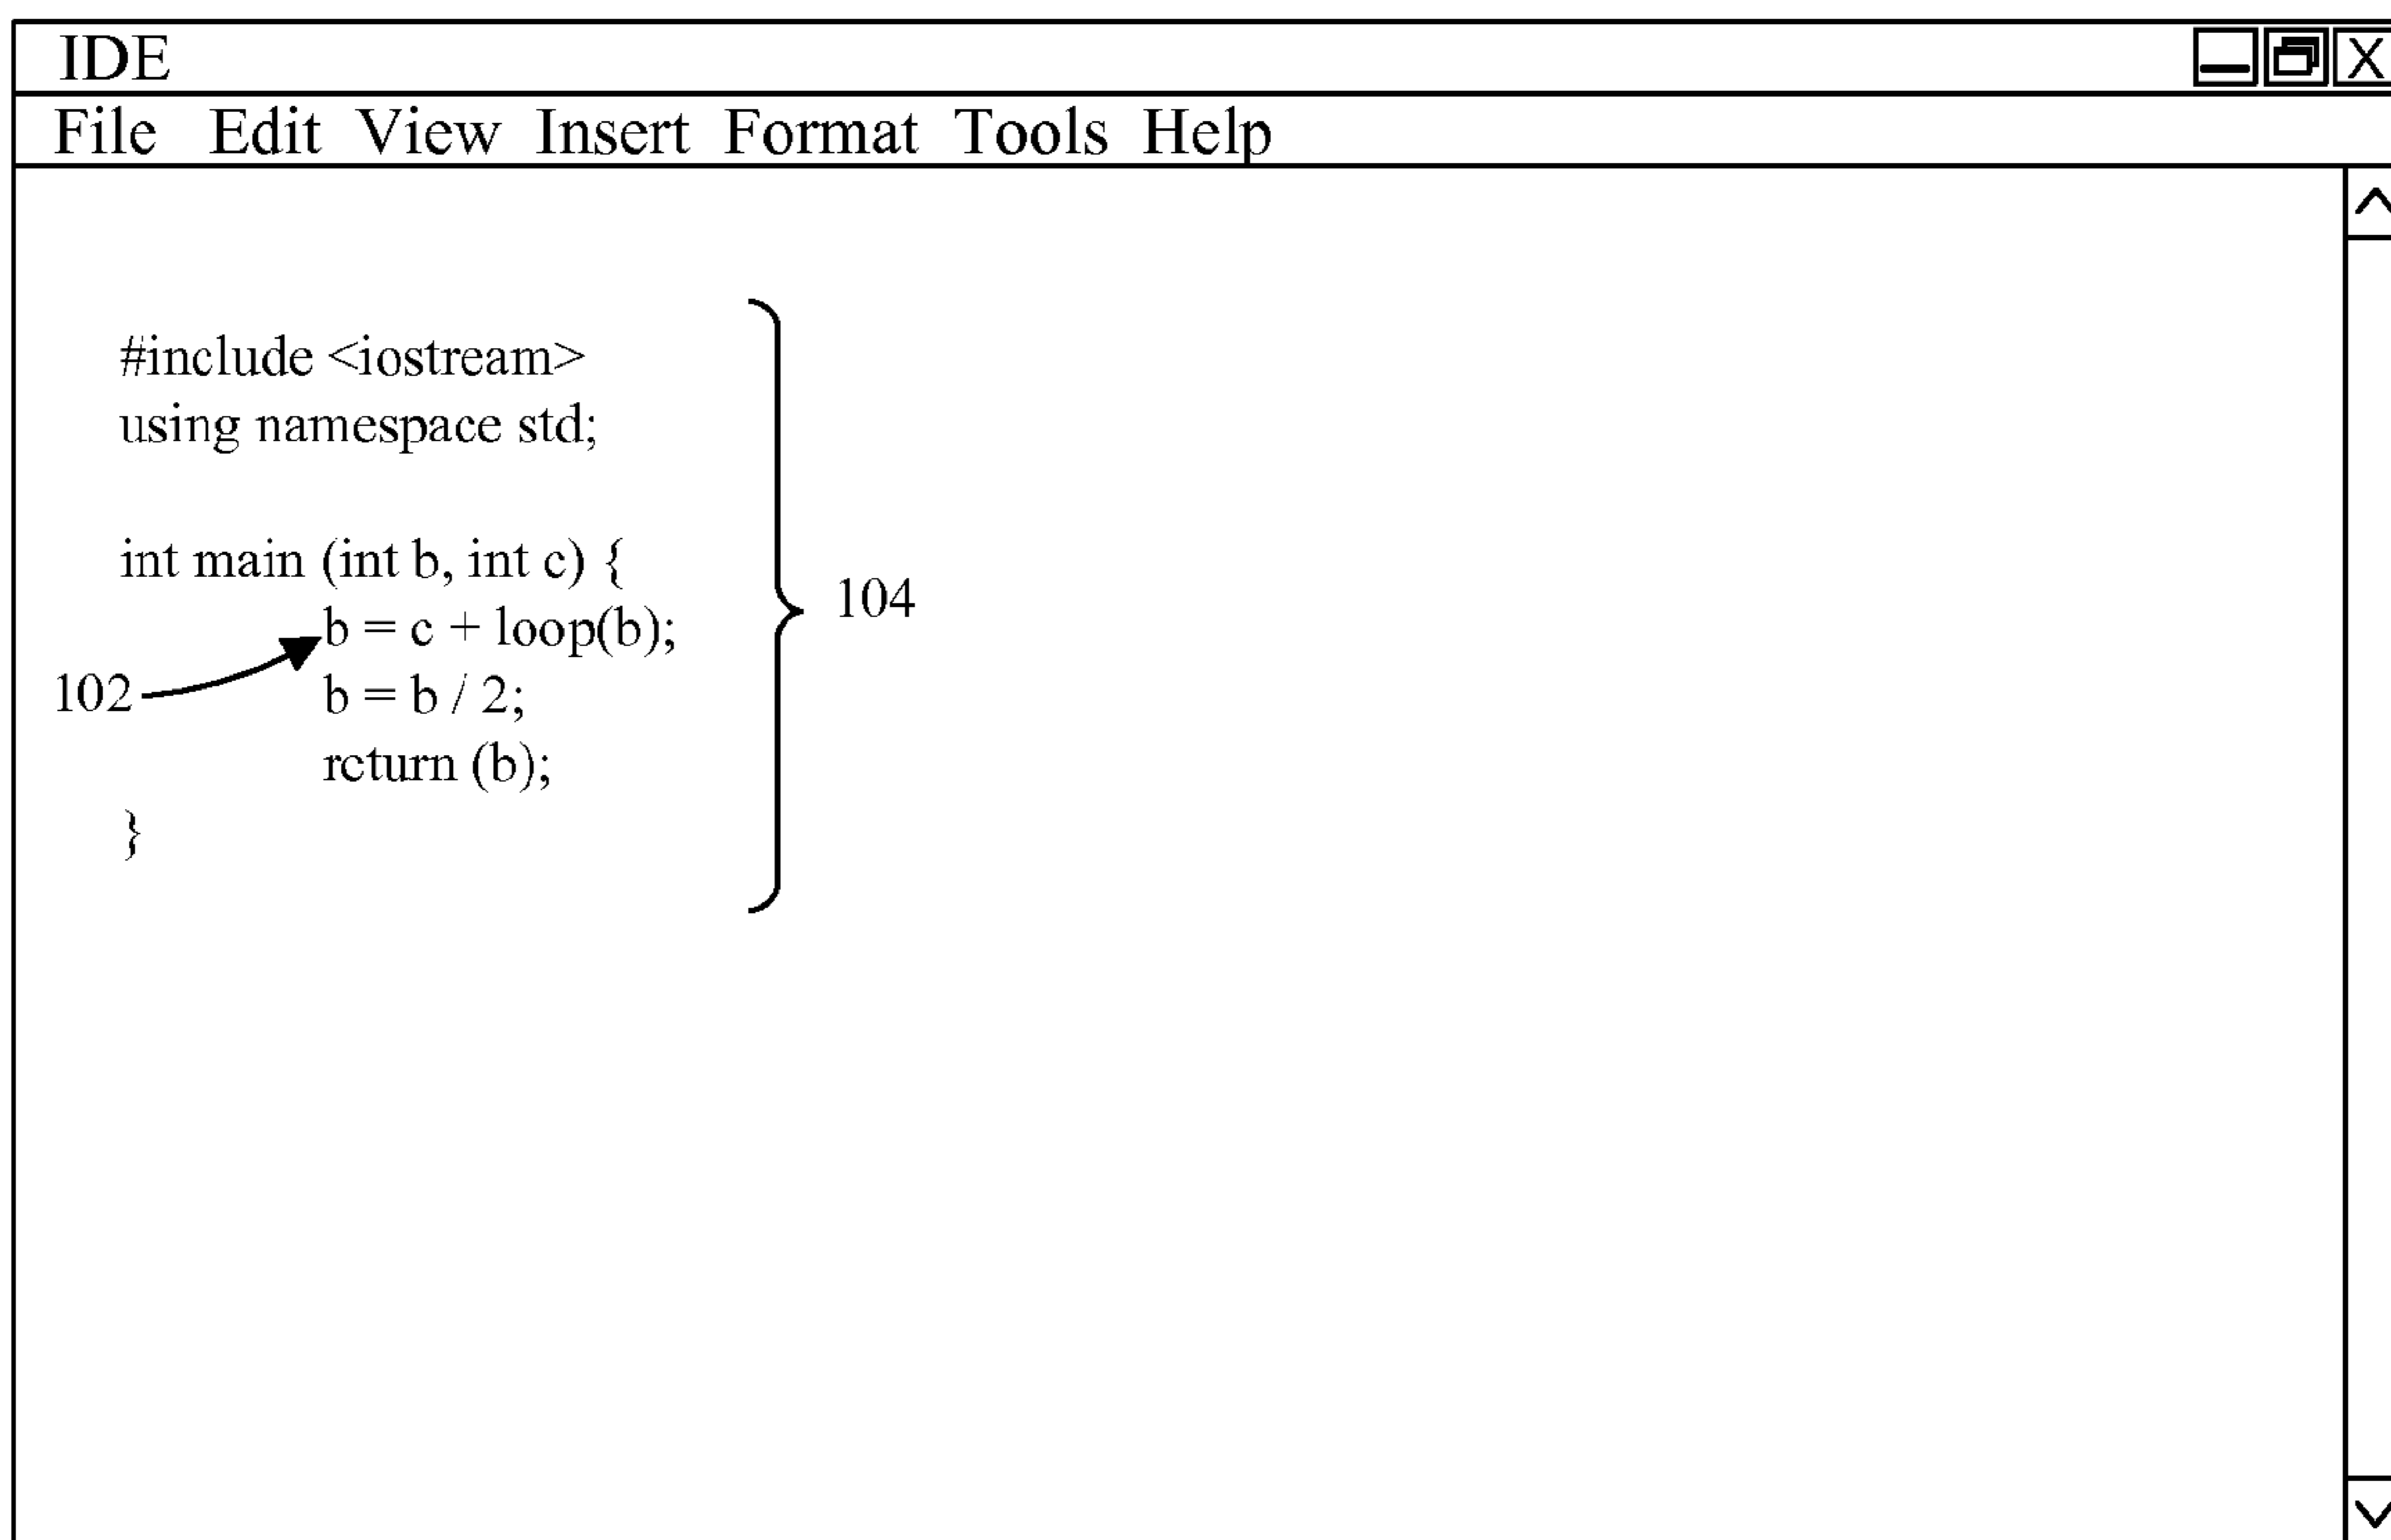 IDE
File Edit View Insert Format Tools Help
#include <iostream>
using namespace std;
int main (int b, int c) {
b = c + loop(b);
104
102
b = b / 2;
return (b);
}